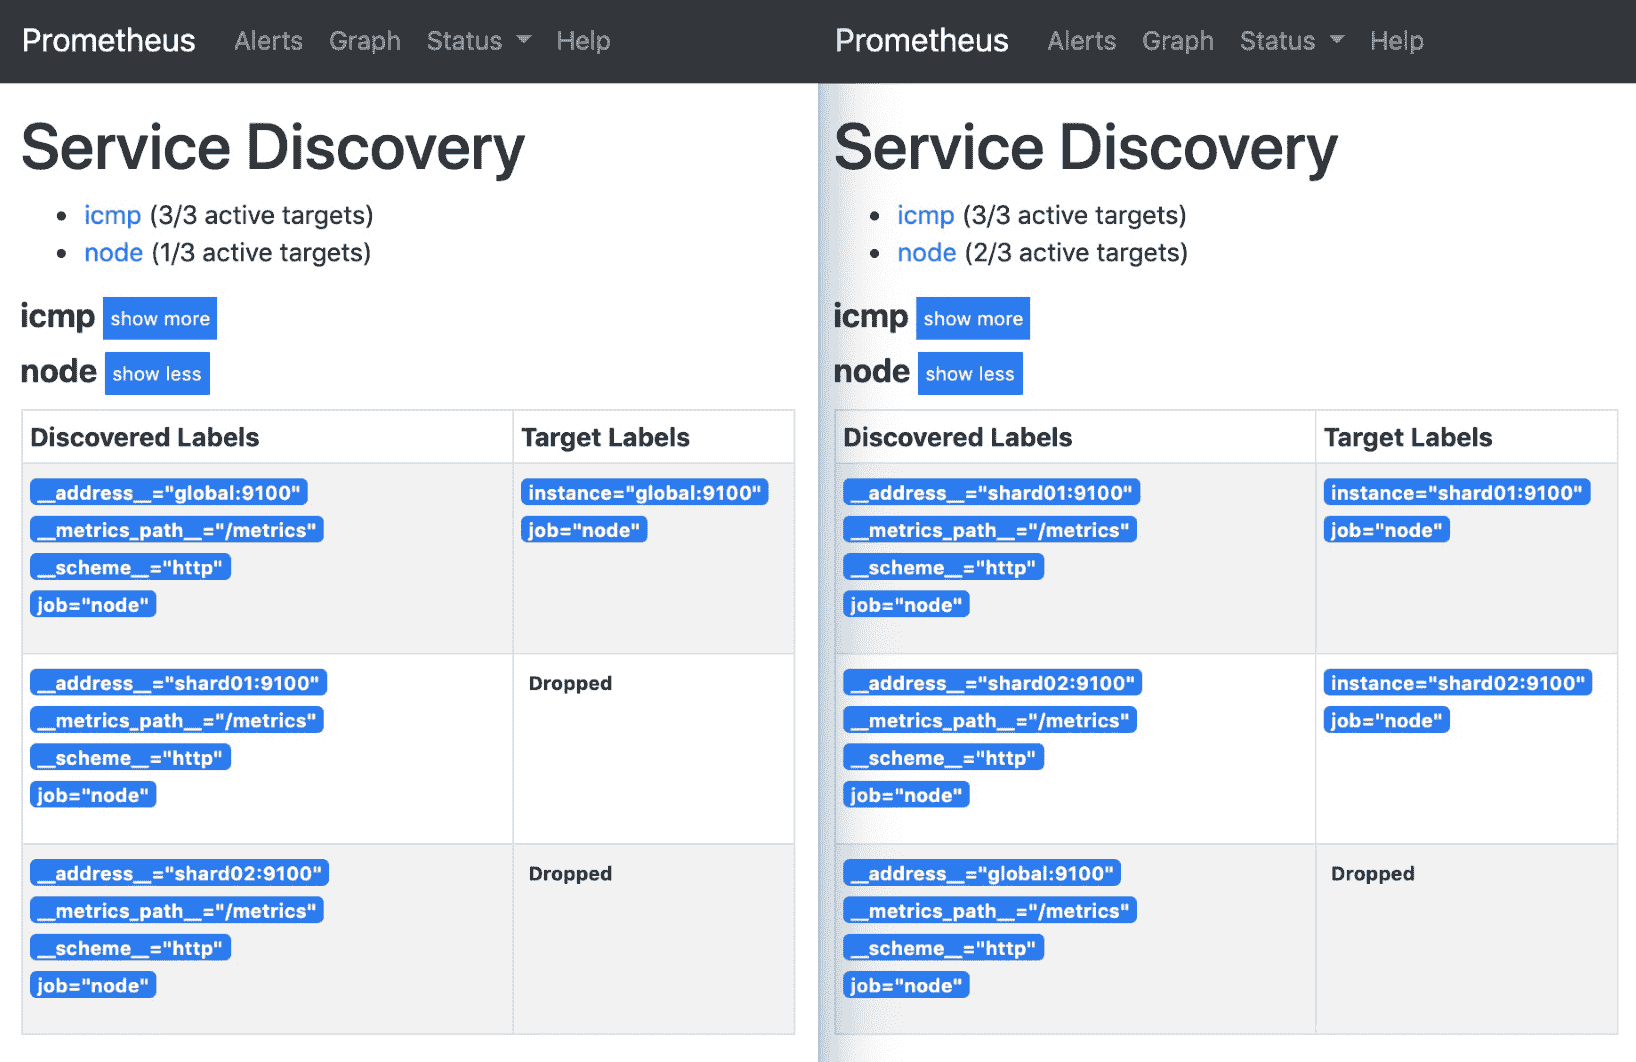 Prometheus Alerts Graph Status Help
Service Discovery
icmp (3/3 active targets)
node (1/3 active targets)
icmp show more
node show less
Discovered Labels Target Labels
__address__="global:9100" instance="global:9100"
__metrics_path__="/metrics" job="node"
__scheme__="http"
job="node"
__address__="shard01:9100" Dropped
__metrics_path__="/metrics"
__scheme__="http"
job="node"
__address__="shard02:9100" Dropped
__metrics_path__="/metrics"
__scheme__="http"
job="node"
Prometheus Alerts Graph Status Help
Service Discovery
icmp (3/3 active targets)
node (2/3 active targets)
icmp show more
node show less
Discovered Labels Target Labels
__address__="shard01:9100" instance="shard01:9100"
__metrics_path__="/metrics" job="node"
__scheme__="http"
job="node"
__address__="shard02:9100" instance="shard02:9100"
__metrics_path__="/metrics" job="node"
__scheme__="http"
job="node"
__address__="global:9100" Dropped
__metrics_path__="/metrics"
__scheme__="http"
job="node"